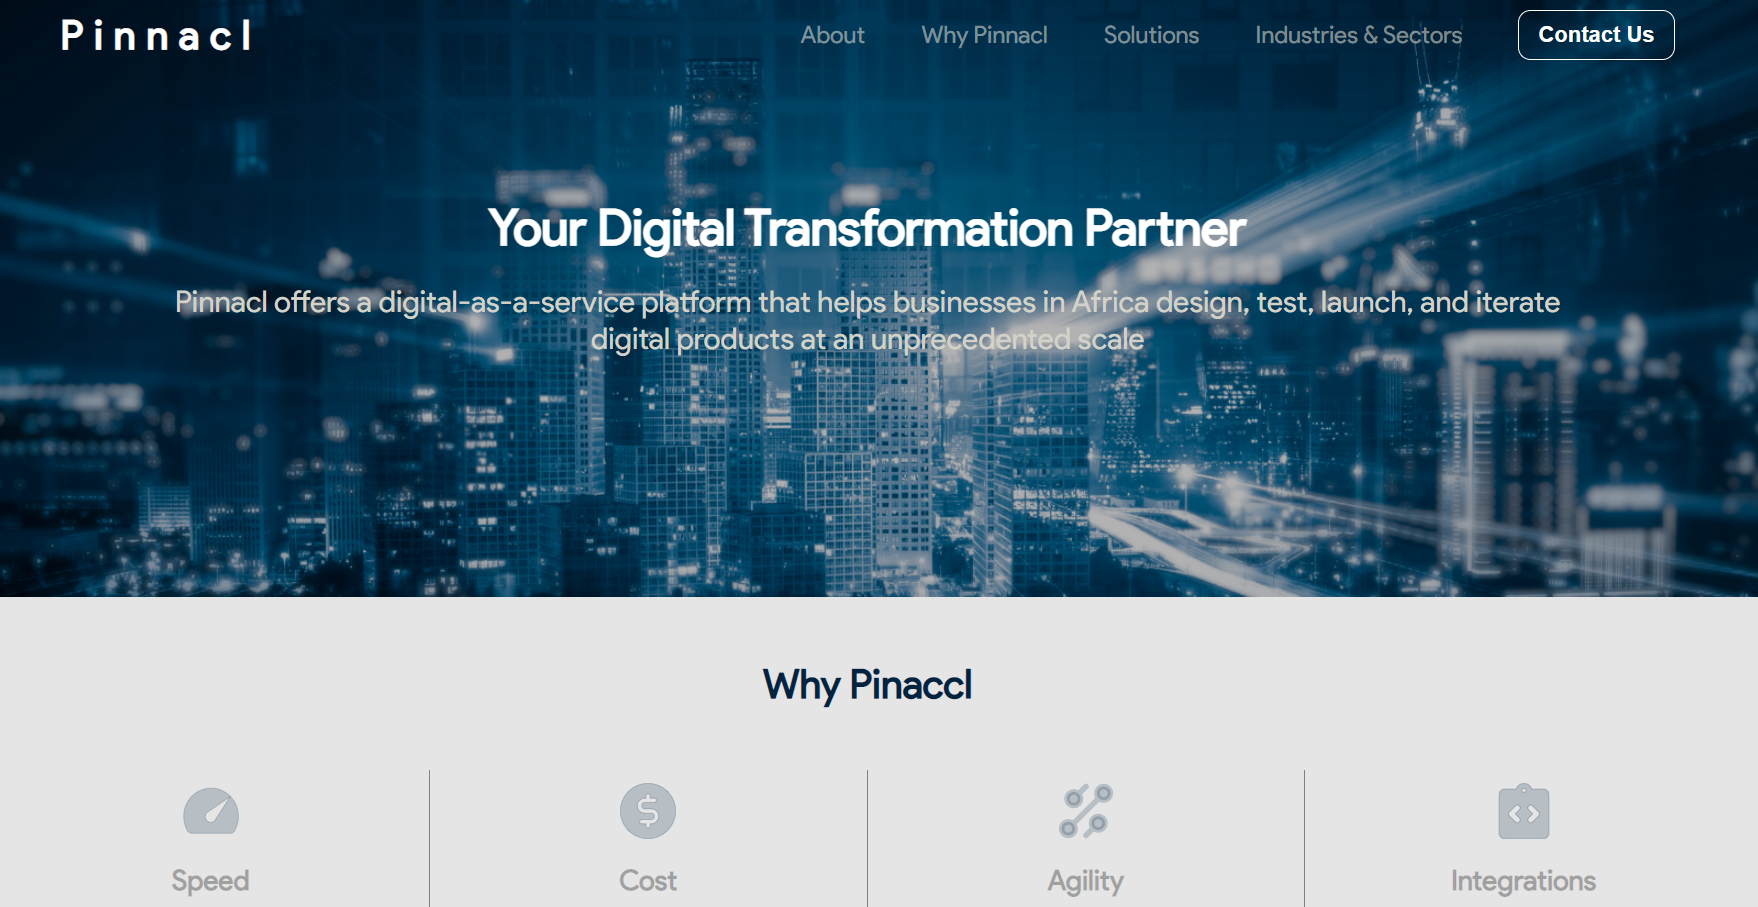 Pinnacl
About Why Pinnacl Solutions Industries & Sectors Contact Us
Your Digital Transformation Partner
Pinnacl offers a digital-as-a-service platform that helps businesses in Africa design, test, launch, and iterate
digital products at an unprecedented scale
Why Pinaccl
Speed Cost Agility Integrations